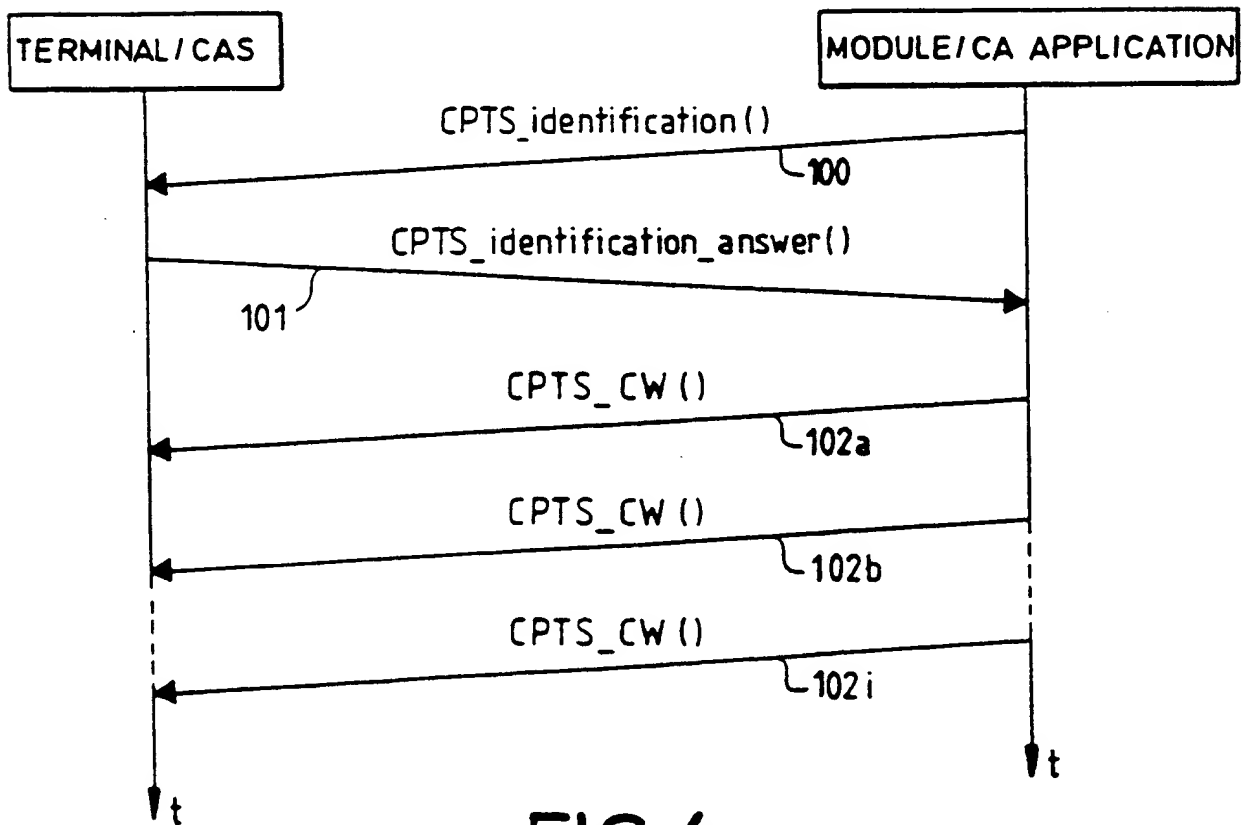 TERMINAL/CAS
MODULE/CA APPLICATION
CPTS_identification()
100
CPTS_identification_answer()
101
CPTS_CW()
102a
CPTS_CW()
102b
CPTS_CW()
102i
t
t